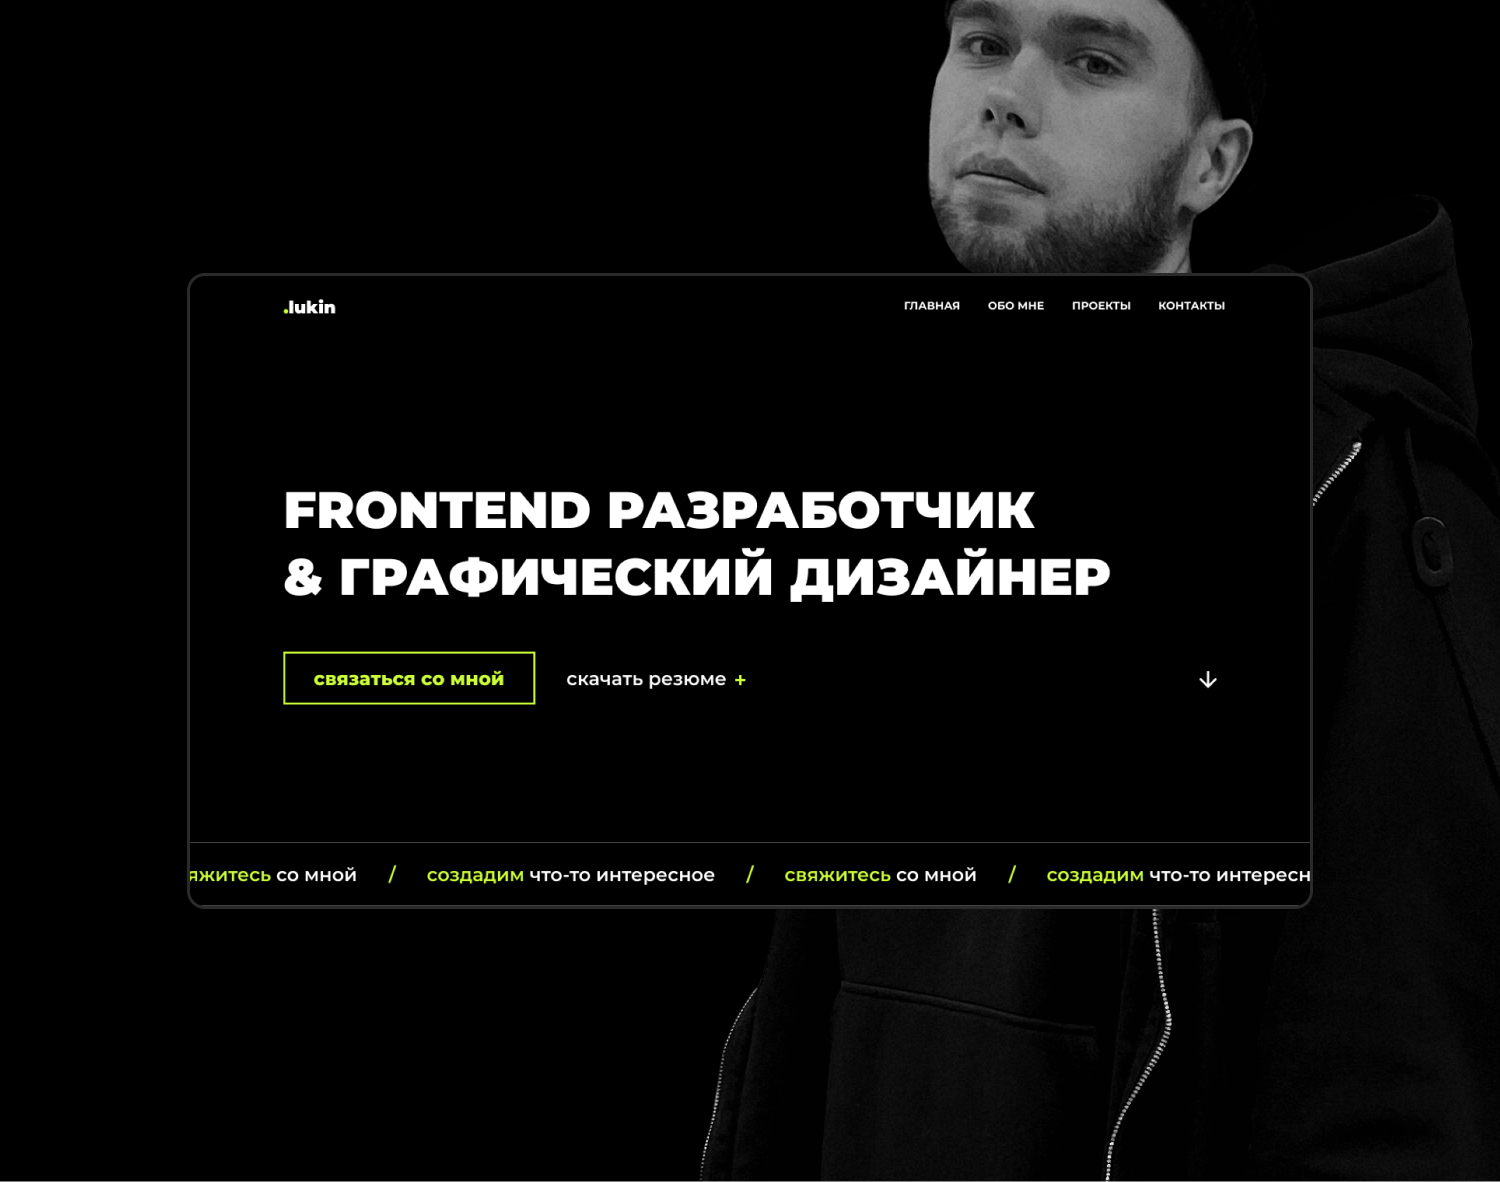 .lukin
ГЛАВНАЯ ОБО МНЕ ПРОЕКТЫ КОНТАКТЫ
FRONTEND РАЗРАБОТЧИК
& ГРАФИЧЕСКИЙ ДИЗАЙНЕР
связаться со мной скачать резюме +
яжитесь со мной / создадим что-то интересное / свяжитесь со мной / создадим что-то интересн